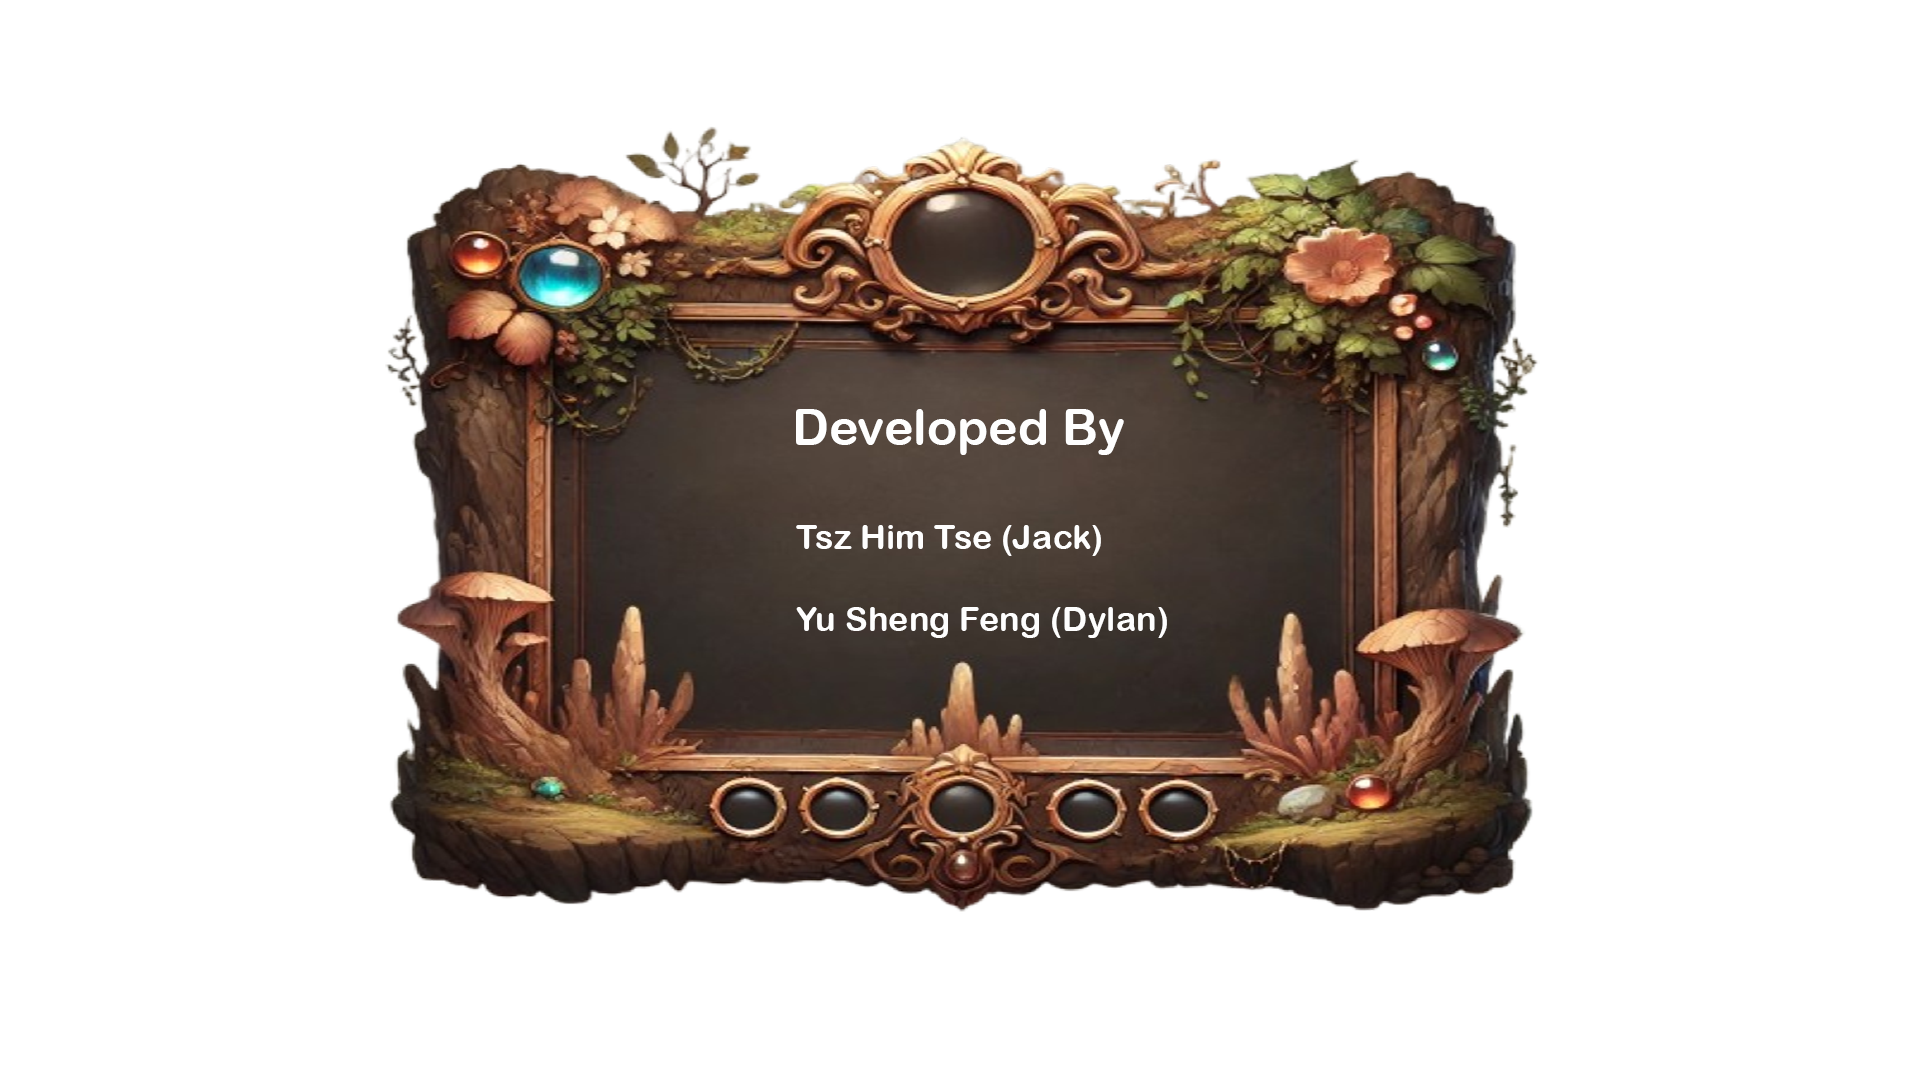 Developed By
Tsz Him Tse (Jack)
Yu Sheng Feng (Dylan)